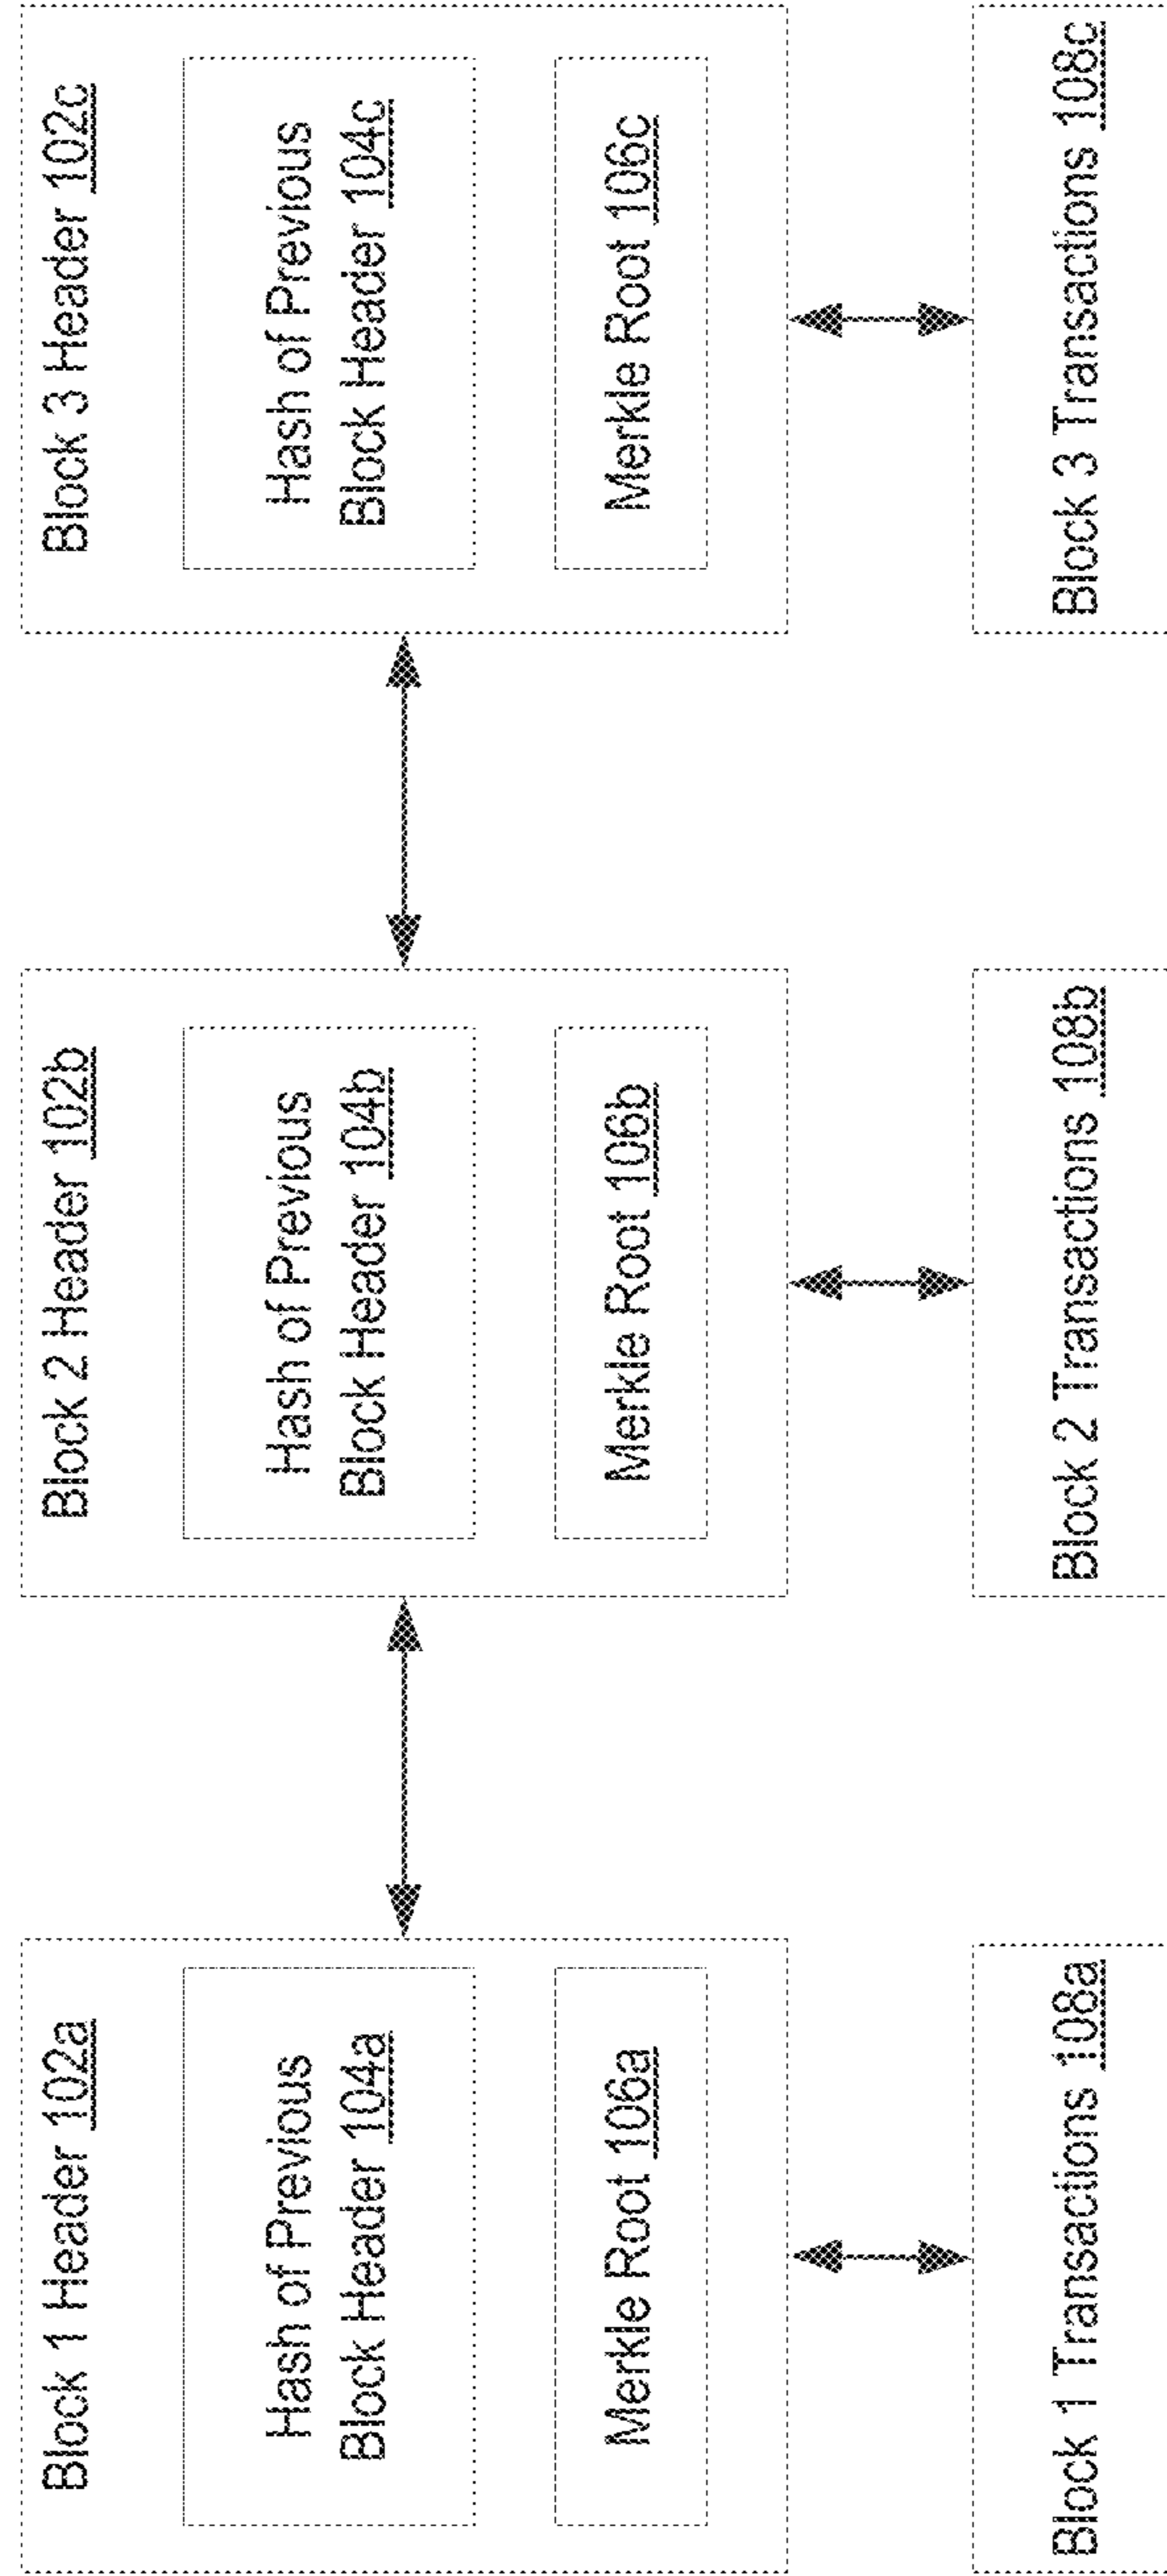 Block 1 Header 102a
Hash of Previous
Block Header 104a
Merkle Root 106a
Block 1 Transactions 108a
Block 2 Header 102b
Hash of Previous
Block Header 104b
Merkle Root 106b
Block 2 Transactions 108b
Block 3 Header 102c
Hash of Previous
Block Header 104c
Merkle Root 106c
Block 3 Transactions 108c